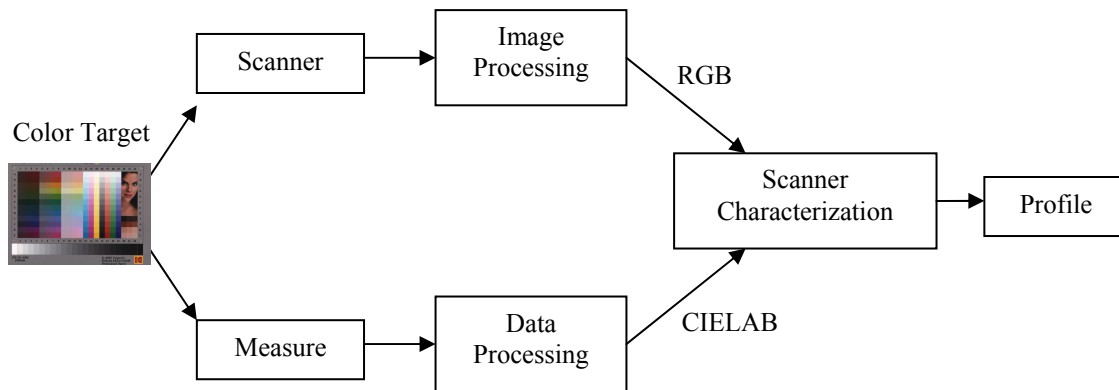 Image
Processing
Scanner
RGB
Color Target
Scanner
Characterization
Profile
CIELAB
Data
Processing
Measure